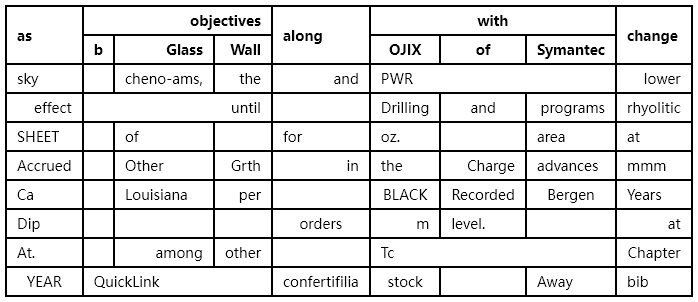 as objectives along with change
b Glass Wall OJIX of Symantec
sky cheno-ams, the and PWR lower
effect until Drilling and programs rhyolitic
SHEET of for oz. area at
Accrued Other Grth in the Charge advances mmm
Ca Louisiana per BLACK Recorded Bergen Years
Dip orders m level. at
At. among other Tc Chapter
YEAR QuickLink confertifilia stock Away bib